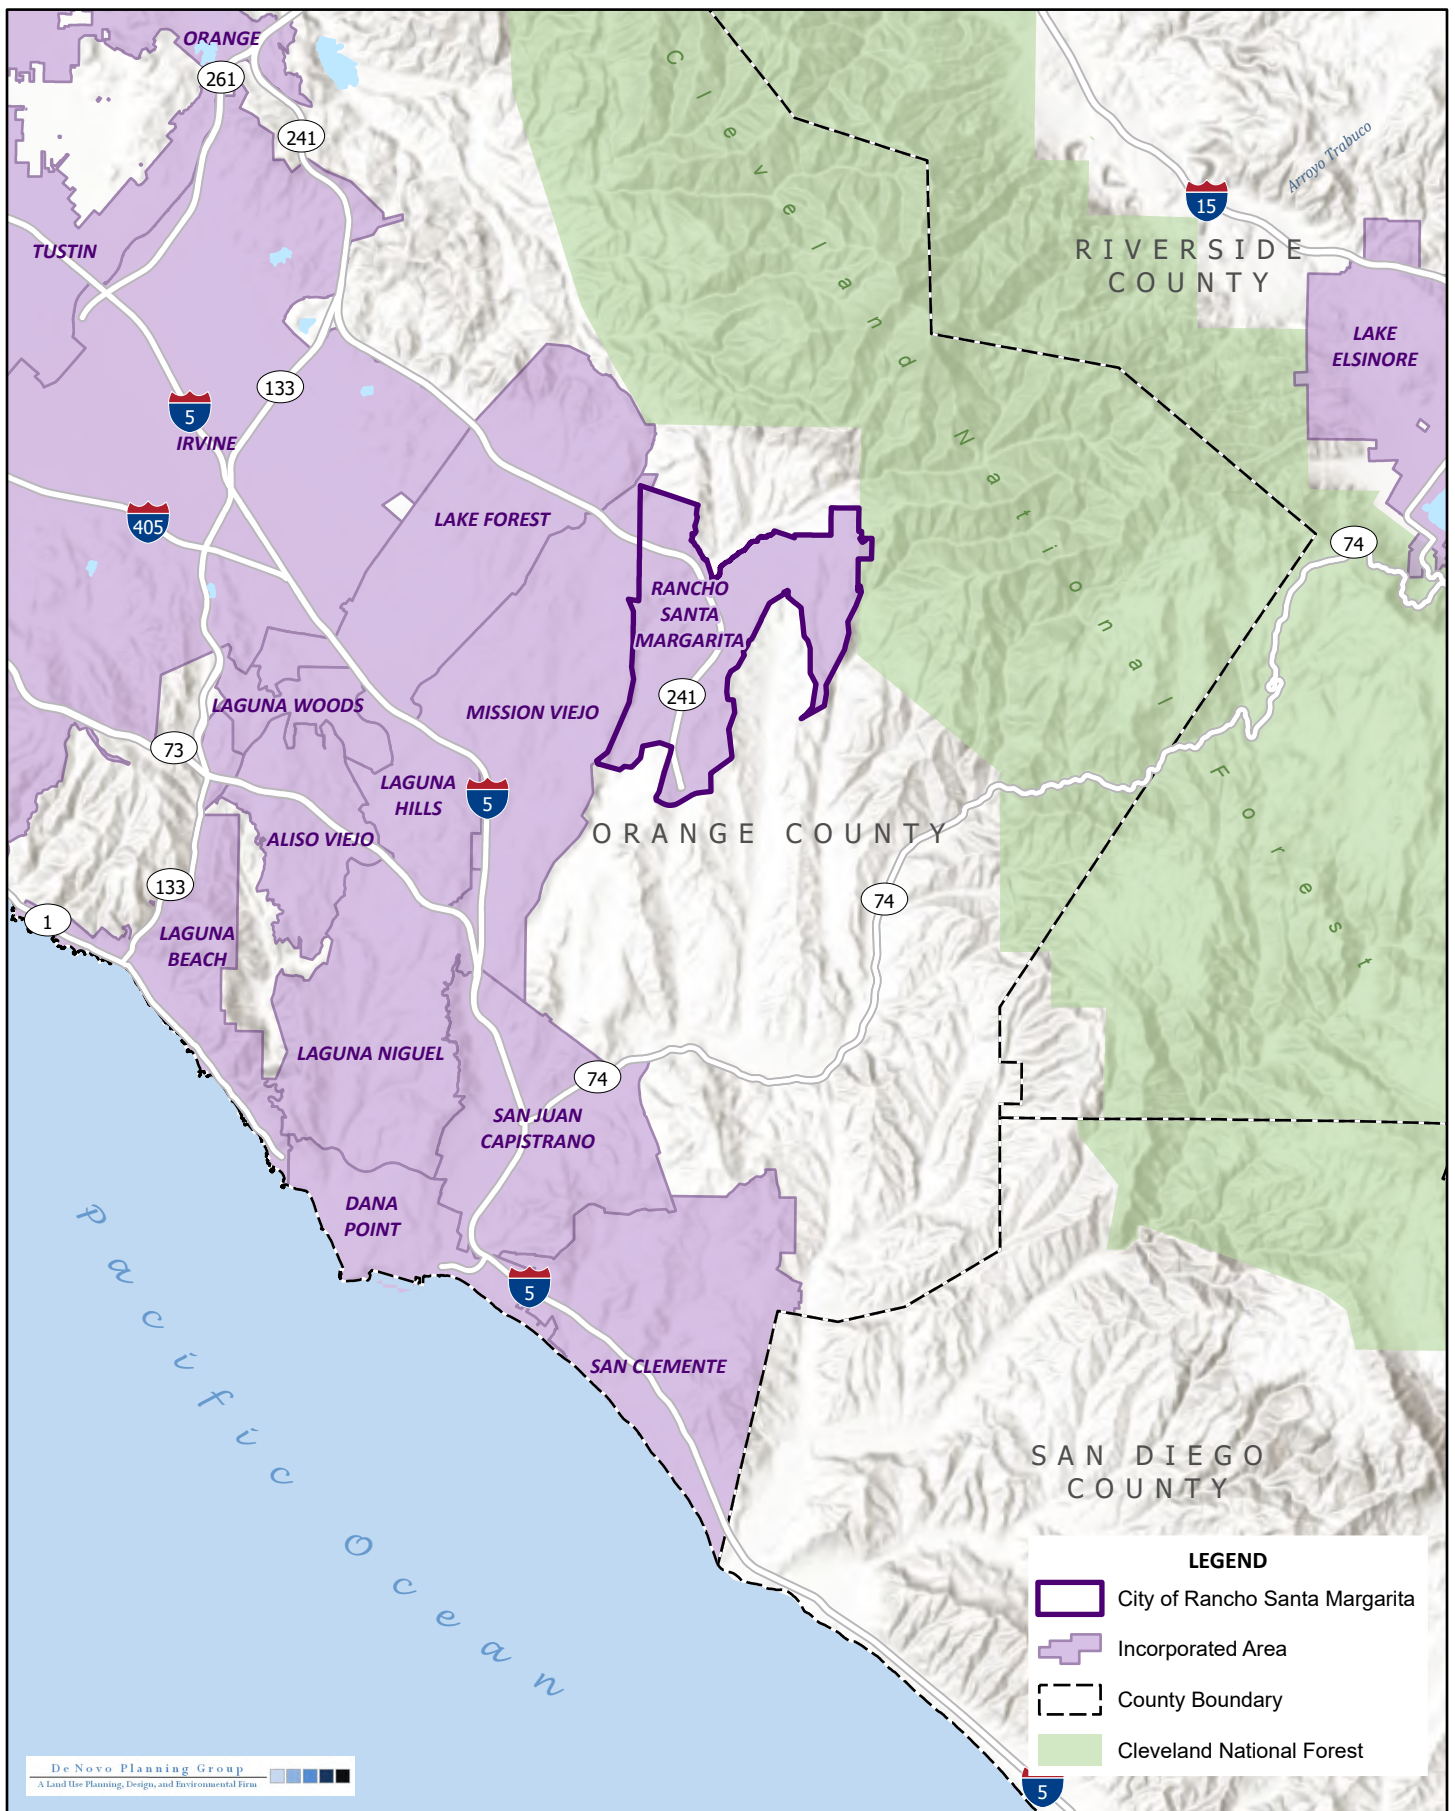 ORANGE
261
241
Cleveland National Forest
Arroyo Trabuco
15
TUSTIN
RIVERSIDE
COUNTY
LAKE
ELSINORE
133
5
IRVINE
405
LAKE FOREST
74
RANCHO
SANTA
MARGARITA
241
LAGUNA WOODS
MISSION VIEJO
73
LAGUNA
HILLS
5
ALISO VIEJO
ORANGE COUNTY
133
74
1
LAGUNA
BEACH
LAGUNA NIGUEL
74
SAN JUAN
CAPISTRANO
DANA
POINT
Pacific Ocean
5
SAN CLEMENTE
SAN DIEGO
COUNTY
LEGEND
City of Rancho Santa Margarita
Incorporated Area
County Boundary
Cleveland National Forest
5
De Novo Planning Group
A Land Use Planning, Design, and Environmental Firm